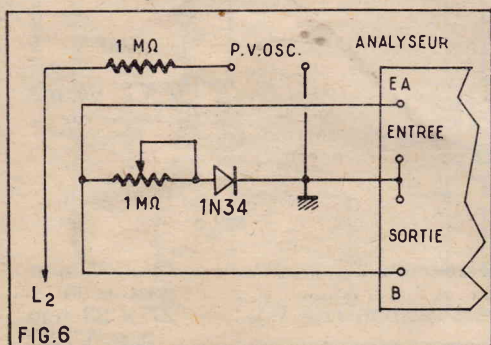 1 MΩ
P.V.OSC.
ANALYSEUR
EA
ENTREE
1 MΩ
1N34
SORTIE
L2
B
FIG.6